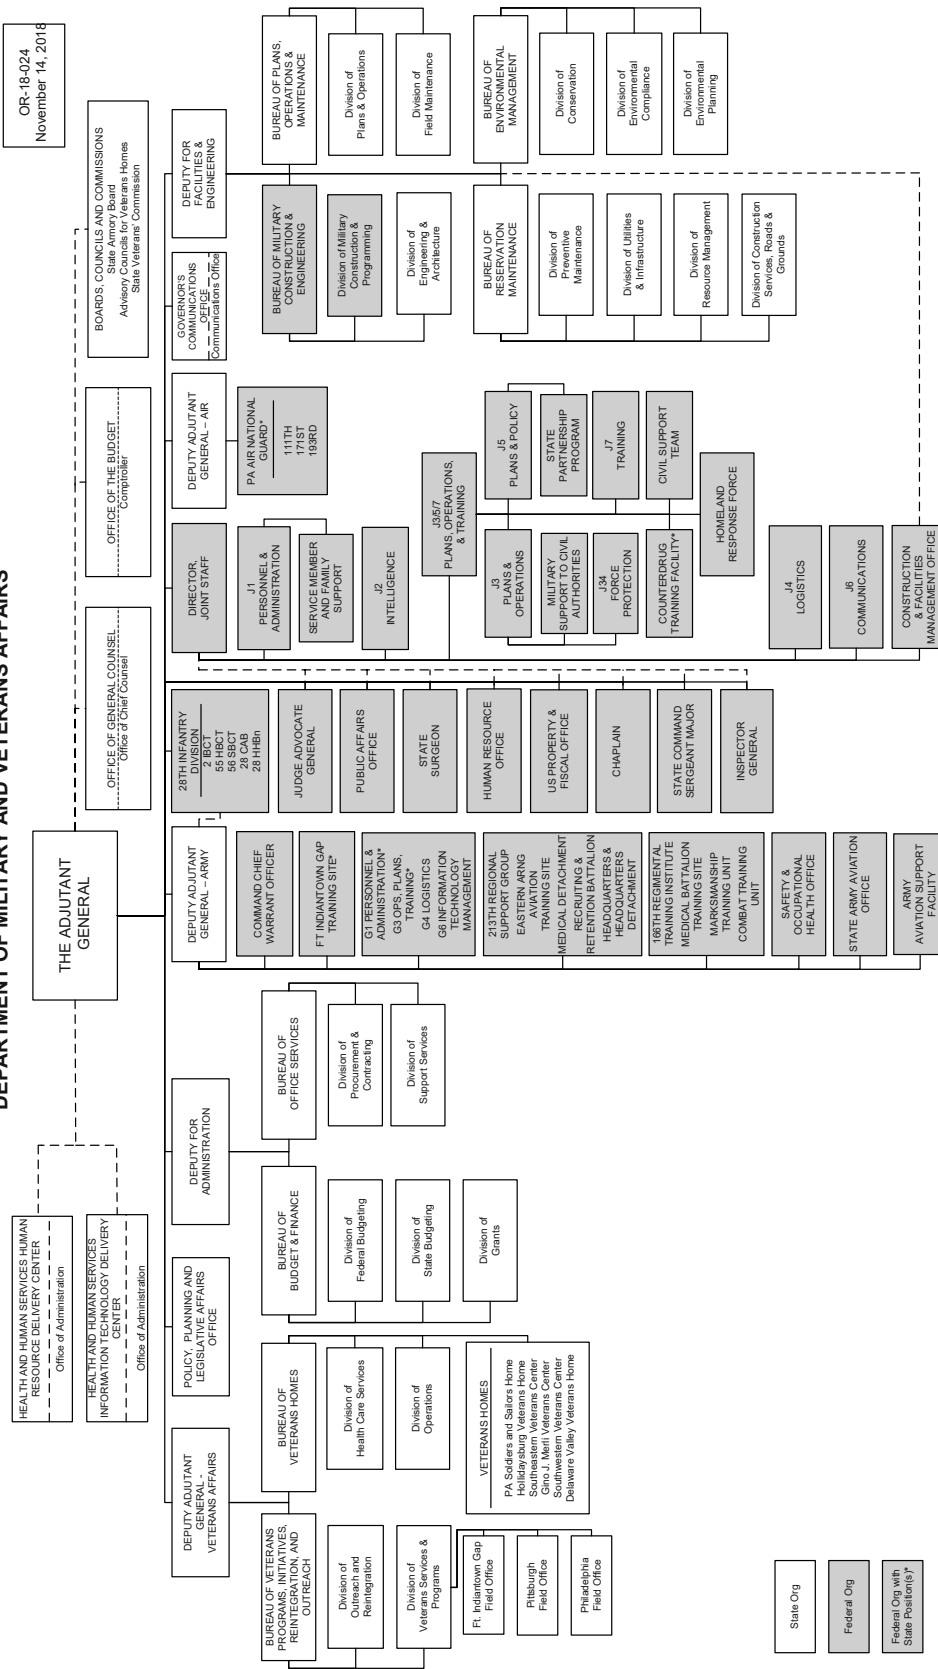 DEPARTMENT OF MILITARY AND VETERANS AFFAIRS
OR-18-024
November 14, 2018
THE ADJUTANT
GENERAL
HEALTH AND HUMAN SERVICES HUMAN
RESOURCE DELIVERY CENTER
Office of Administration
HEALTH AND HUMAN SERVICES
INFORMATION TECHNOLOGY DELIVERY
CENTER
Office of Administration
OFFICE OF GENERAL COUNSEL
Office of Chief Counsel
OFFICE OF THE BUDGET
Comptroller
BOARDS, COUNCILS AND COMMISSIONS
State Armory Board
Advisory Councils for Veterans Homes
State Veterans' Commission
DEPUTY ADJUTANT
GENERAL -
VETERANS AFFAIRS
POLICY, PLANNING AND
LEGISLATIVE AFFAIRS
OFFICE
DEPUTY FOR
ADMINISTRATION
DEPUTY ADJUTANT
GENERAL – ARMY
28TH INFANTRY
DIVISION
2 IBCT
55 HBCT
56 SBCT
28 CAB
28 HHBn
DIRECTOR,
JOINT STAFF
DEPUTY ADJUTANT
GENERAL – AIR
GOVERNOR'S
COMMUNICATIONS
OFFICE
Communications Office
DEPUTY FOR
FACILITIES &
ENGINEERING
BUREAU OF VETERANS
PROGRAMS, INITIATIVES,
REINTEGRATION, AND
OUTREACH
Division of
Outreach and
Reintegration
Division of
Veterans Services &
Programs
Ft. Indiantown Gap
Field Office
Pittsburgh
Field Office
Philadelphia
Field Office
BUREAU OF
VETERANS HOMES
Division of
Health Care Services
Division of
Operations
VETERANS HOMES
PA Soldiers and Sailors Home
Hollidaysburg Veterans Home
Southeastern Veterans Center
Gino J. Merli Veterans Center
Southwestern Veterans Center
Delaware Valley Veterans Home
BUREAU OF
BUDGET & FINANCE
Division of
Federal Budgeting
Division of
State Budgeting
Division of
Grants
BUREAU OF
OFFICE SERVICES
Division of
Procurement &
Contracting
Division of
Support Services
COMMAND CHIEF
WARRANT OFFICER
FT INDIANTOWN GAP
TRAINING SITE*
G1 PERSONNEL &
ADMINISTRATION*
G3 OPS, PLANS,
TRAINING*
G4 LOGISTICS
G6 INFORMATION
TECHNOLOGY
MANAGEMENT
213TH REGIONAL
SUPPORT GROUP
EASTERN ARNG
AVIATION
TRAINING SITE
MEDICAL DETACHMENT
RECRUITING &
RETENTION BATTALION
HEADQUARTERS &
HEADQUARTERS
DETACHMENT
166TH REGIMENTAL
TRAINING INSTITUTE
MEDICAL BATTALION
TRAINING SITE
MARKSMANSHIP
TRAINING UNIT
COMBAT TRAINING
UNIT
SAFETY &
OCCUPATIONAL
HEALTH OFFICE
STATE ARMY AVIATION
OFFICE
ARMY
AVIATION SUPPORT
FACILITY
JUDGE ADVOCATE
GENERAL
PUBLIC AFFAIRS
OFFICE
STATE
SURGEON
HUMAN RESOURCE
OFFICE
US PROPERTY &
FISCAL OFFICE
CHAPLAIN
STATE COMMAND
SERGEANT MAJOR
INSPECTOR
GENERAL
J1
PERSONNEL &
ADMINISTRATION
SERVICE MEMBER
AND FAMILY
SUPPORT
J2
INTELLIGENCE
J3/5/7
PLANS, OPERATIONS,
& TRAINING
J3
PLANS &
OPERATIONS
MILITARY
SUPPORT TO CIVIL
AUTHORITIES
J34
FORCE
PROTECTION
COUNTERDRUG
TRAINING FACILITY*
J5
PLANS & POLICY
STATE
PARTNERSHIP
PROGRAM
J7
TRAINING
CIVIL SUPPORT
TEAM
HOMELAND
RESPONSE FORCE
J4
LOGISTICS
J6
COMMUNICATIONS
CONSTRUCTION
& FACILITIES
MANAGEMENT OFFICE
PA AIR NATIONAL
GUARD*
111TH
171ST
193RD
BUREAU OF MILITARY
CONSTRUCTION &
ENGINEERING
Division of Military
Construction &
Programming
Division of
Engineering &
Architecture
BUREAU OF PLANS,
OPERATIONS &
MAINTENANCE
Division of
Plans & Operations
Division of
Field Maintenance
BUREAU OF
RESERVATION
MAINTENANCE
Division of
Preventive
Maintenance
Division of Utilities
& Infrastructure
Division of
Resource Management
Division of Construction
Services, Roads &
Grounds
BUREAU OF
ENVIRONMENTAL
MANAGEMENT
Division of
Conservation
Division of
Environmental
Compliance
Division of
Environmental
Planning
State Org
Federal Org
Federal Org with
State Position(s)*